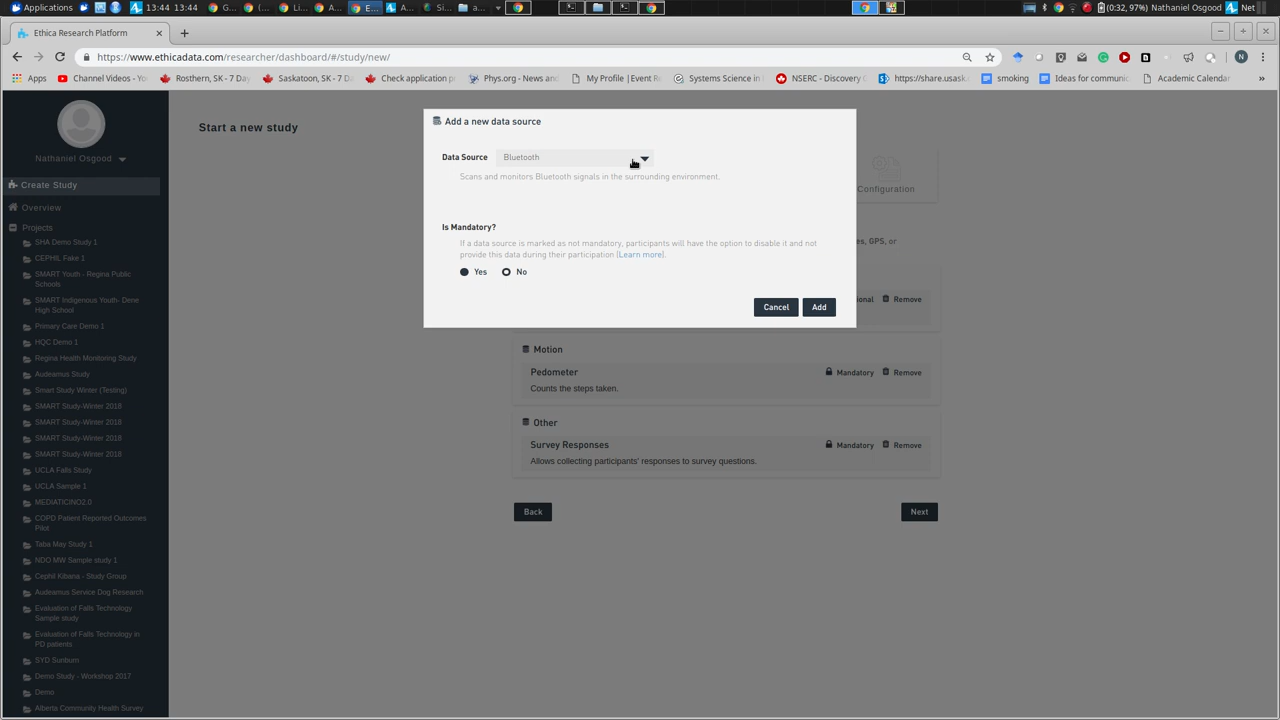 Applications
13:44 13:44
G...
C...
Li...
A...
E...
A...
Si...
(0:32, 97%)
Nathaniel Osgood
Net
Ethica Research Platform
https://www.ethicadata.com/researcher/dashboard/#/study/new/
N
Apps
Channel Videos - Yo
Rosthern, SK - 7 Day
Saskatoon, SK - 7 Da
Check application p
Phys.org - News and
My Profile |Event R
Systems Science in
NSERC - Discovery
https://share.usask
smoking
Ideas for communic
Academic Calendar
»
Nathaniel Osgood
Create Study
Overview
Projects
SHA Demo Study 1
CEPHIL Fake 1
SMART Youth - Regina Public
Schools
SMART Indigenous Youth- Dene
High School
Primary Care Demo 1
HQC Demo 1
Regina Health Monitoring Study
Audeamus Study
Smart Study Winter (Testing)
SMART Study-Winter 2018
SMART Study-Winter 2018
SMART Study-Winter 2018
SMART Study-Winter 2018
UCLA Falls Study
UCLA Sample 1
MEDIATICINO2.0
COPD Patient Reported Outcomes
Pilot
Taba May Study 1
NDO MW Sample study 1
Cephil Kibana - Study Group
Audeamus Service Dog Research
Evaluation of Falls Technology
Sample study
Evaluation of Falls Technology in
PD patients
SYD Sunburn
Demo Study - Workshop 2017
Demo
Alberta Community Health Survey
Start a new study
Add a new data source
Data Source
Bluetooth
Scans and monitors Bluetooth signals in the surrounding environment.
Is Mandatory?
If a data source is marked as not mandatory, participants will have the option to disable it and not
provide this data during their participation [Learn more].
Yes
No
Cancel
Add
Configuration
es, GPS, or
ional
Remove
Motion
Pedometer
Mandatory
Remove
Counts the steps taken.
Other
Survey Responses
Mandatory
Remove
Allows collecting participants' responses to survey questions.
Back
Next